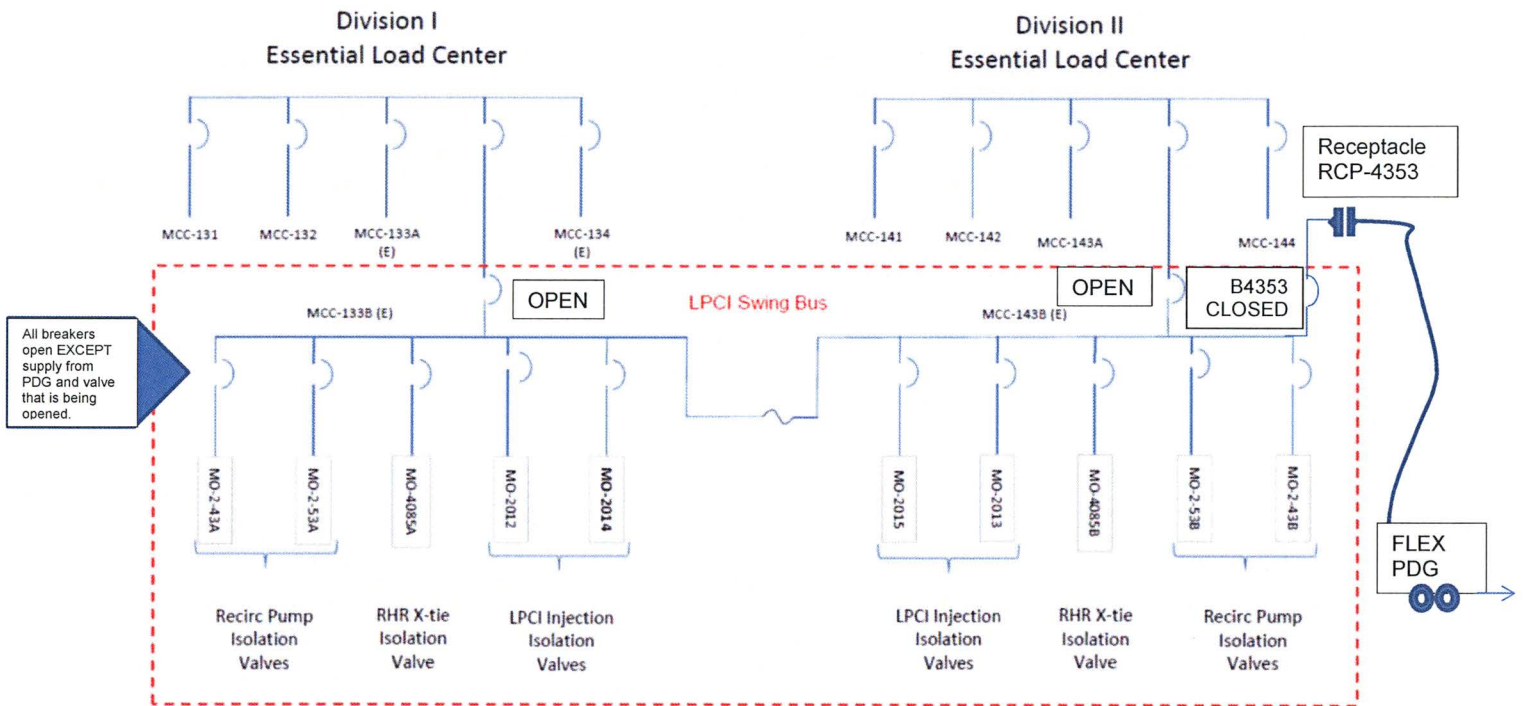 Division I
Essential Load Center
Division II
Essential Load Center
Receptacle
RCP-4353
MCC-131
MCC-132
MCC-133A
(E)
MCC-134
(E)
MCC-141
MCC-142
MCC-143A
MCC-144
OPEN
LPCI Swing Bus
OPEN
B4353
CLOSED
MCC-133B (E)
MCC-143B (E)
All breakers
open EXCEPT
supply from
PDG and valve
that is being
opened.
MO-2-43A
MO-2-53A
MO-4085A
MO-2012
MO-2014
MO-2015
MO-2013
MO-4085B
MO-2-53B
MO-2-43B
FLEX
PDG
Recirc Pump
Isolation
Valves
RHR X-tie
Isolation
Valve
LPCI Injection
Isolation
Valves
LPCI Injection
Isolation
Valves
RHR X-tie
Isolation
Valve
Recirc Pump
Isolation
Valves